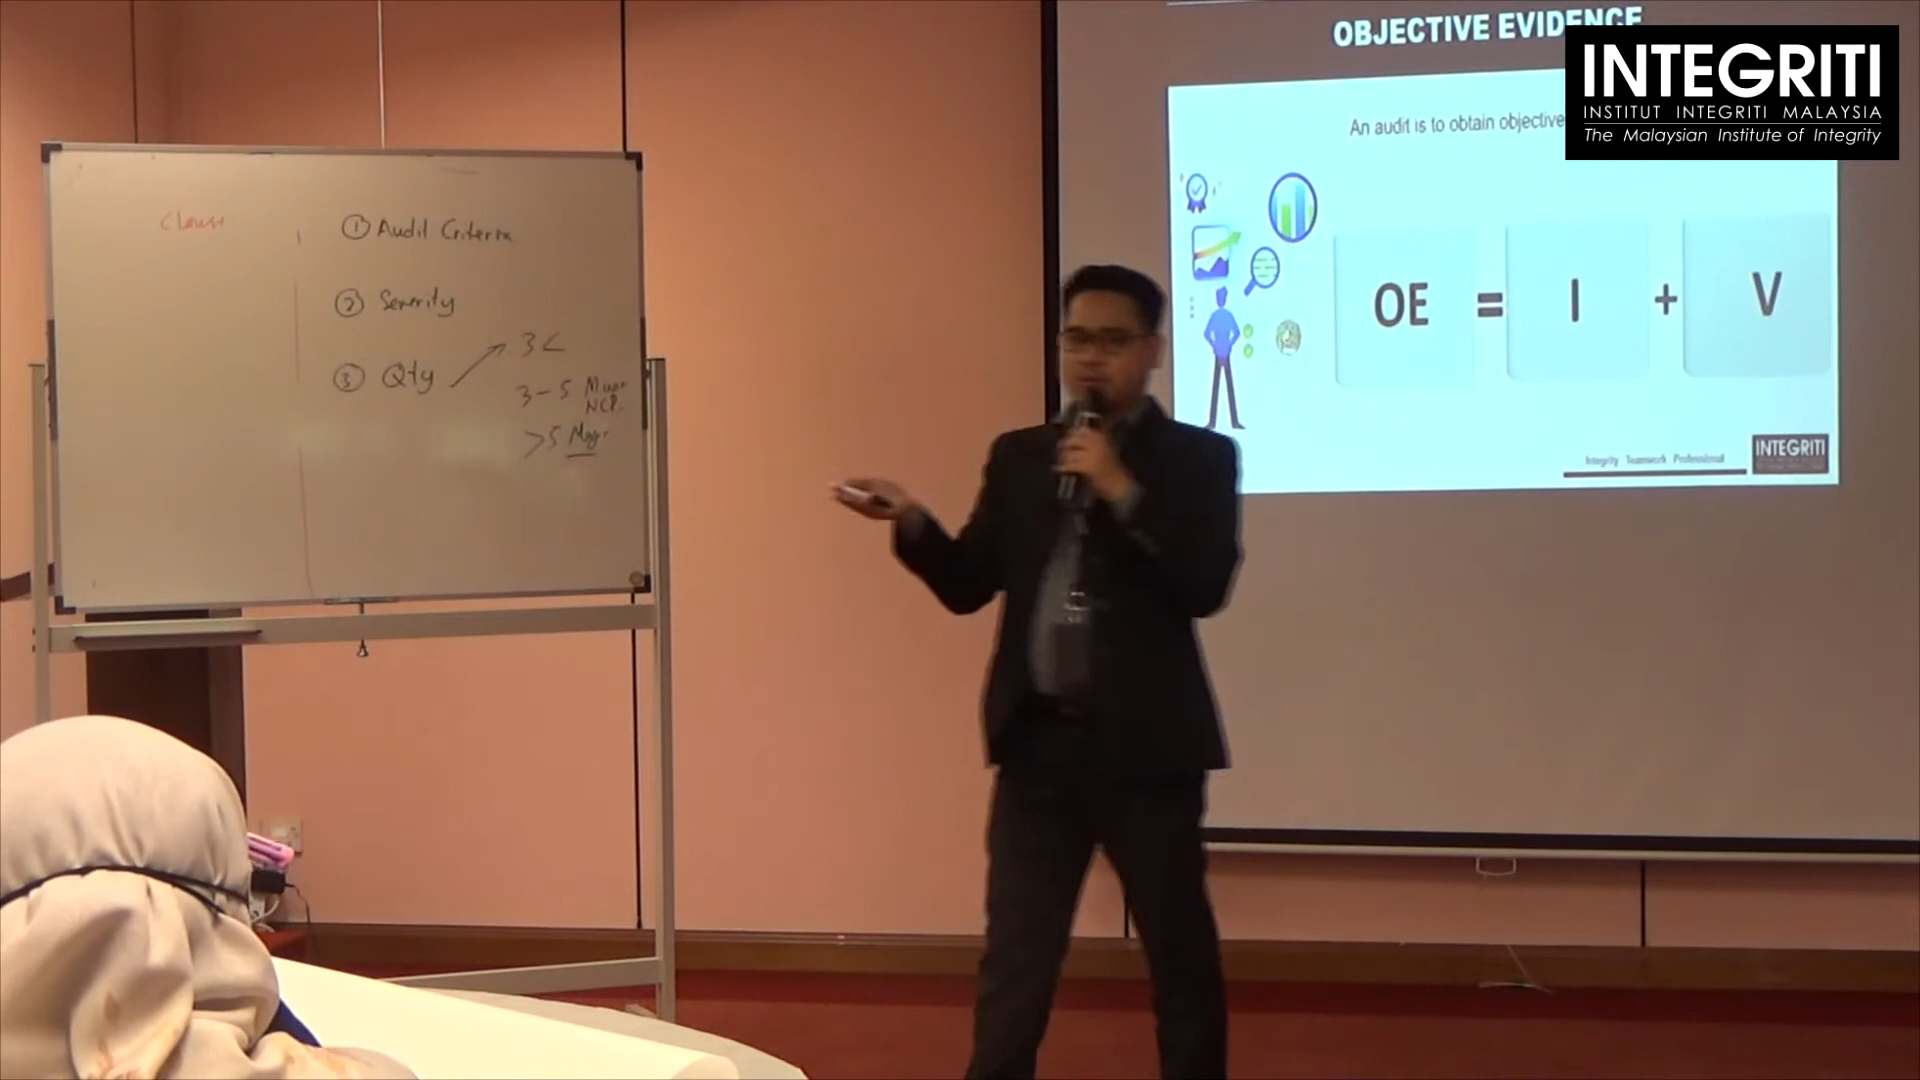 Clause
① Audit Criteria
② Severity
③ Qty
3 <
3 - 5
NCR
> 5 Major
OBJECTIVE EVIDENCE
An audit is to obtain objective
OE = I + V
Integrity Teamwork Professional
INTEGRITI
INTEGRITI
INSTITUT INTEGRITI MALAYSIA
The Malaysian Institute of Integrity